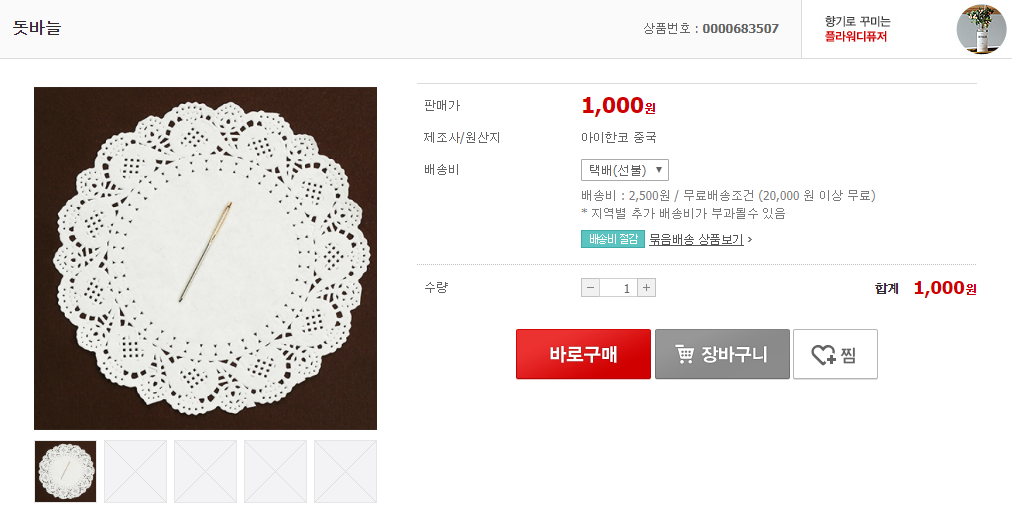 돗바늘
상품번호 : 0000683507
향기로 꾸미는
플라워디퓨저
판매가
1,000원
제조사/원산지
아이한코 중국
배송비
택배(선불) ▼
배송비 : 2,500원 / 무료배송조건 (20,000 원 이상 무료)
* 지역별 추가 배송비가 부과될수 있음
배송비 절감 묶음배송 상품보기 ›
수량
− 1 +
합계 1,000원
바로구매
장바구니
찜